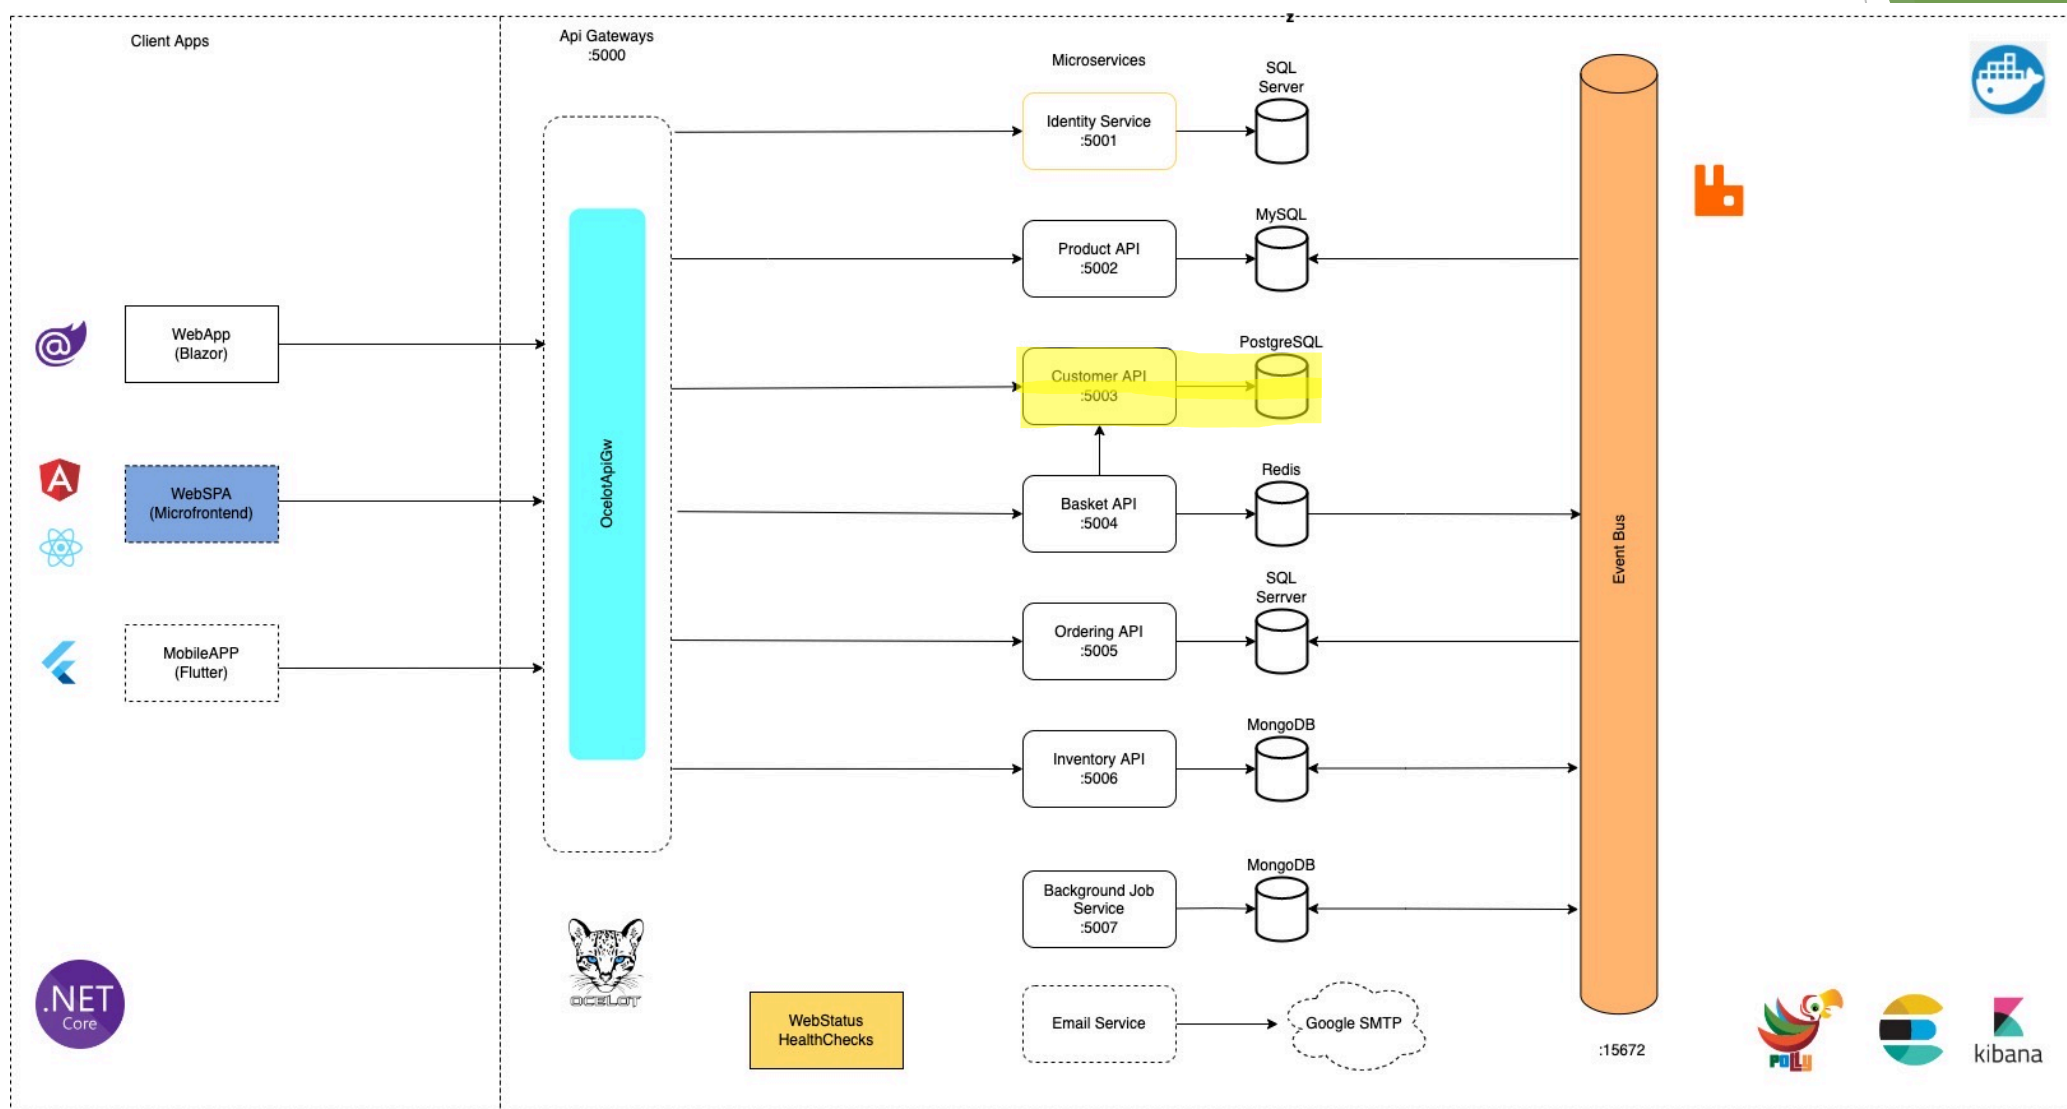 z
Client Apps
Api Gateways
:5000
Microservices
SQL
Server
Identity Service
:5001
MySQL
Product API
:5002
WebApp
(Blazor)
PostgreSQL
Customer API
:5003
OcelotApiGw
WebSPA
(Microfrontend)
Redis
Basket API
:5004
Event Bus
SQL
Serrver
Ordering API
:5005
MobileAPP
(Flutter)
MongoDB
Inventory API
:5006
MongoDB
Background Job
Service
:5007
OCELOT
.NET
Core
WebStatus
HealthChecks
Email Service
Google SMTP
:15672
POLLY
kibana